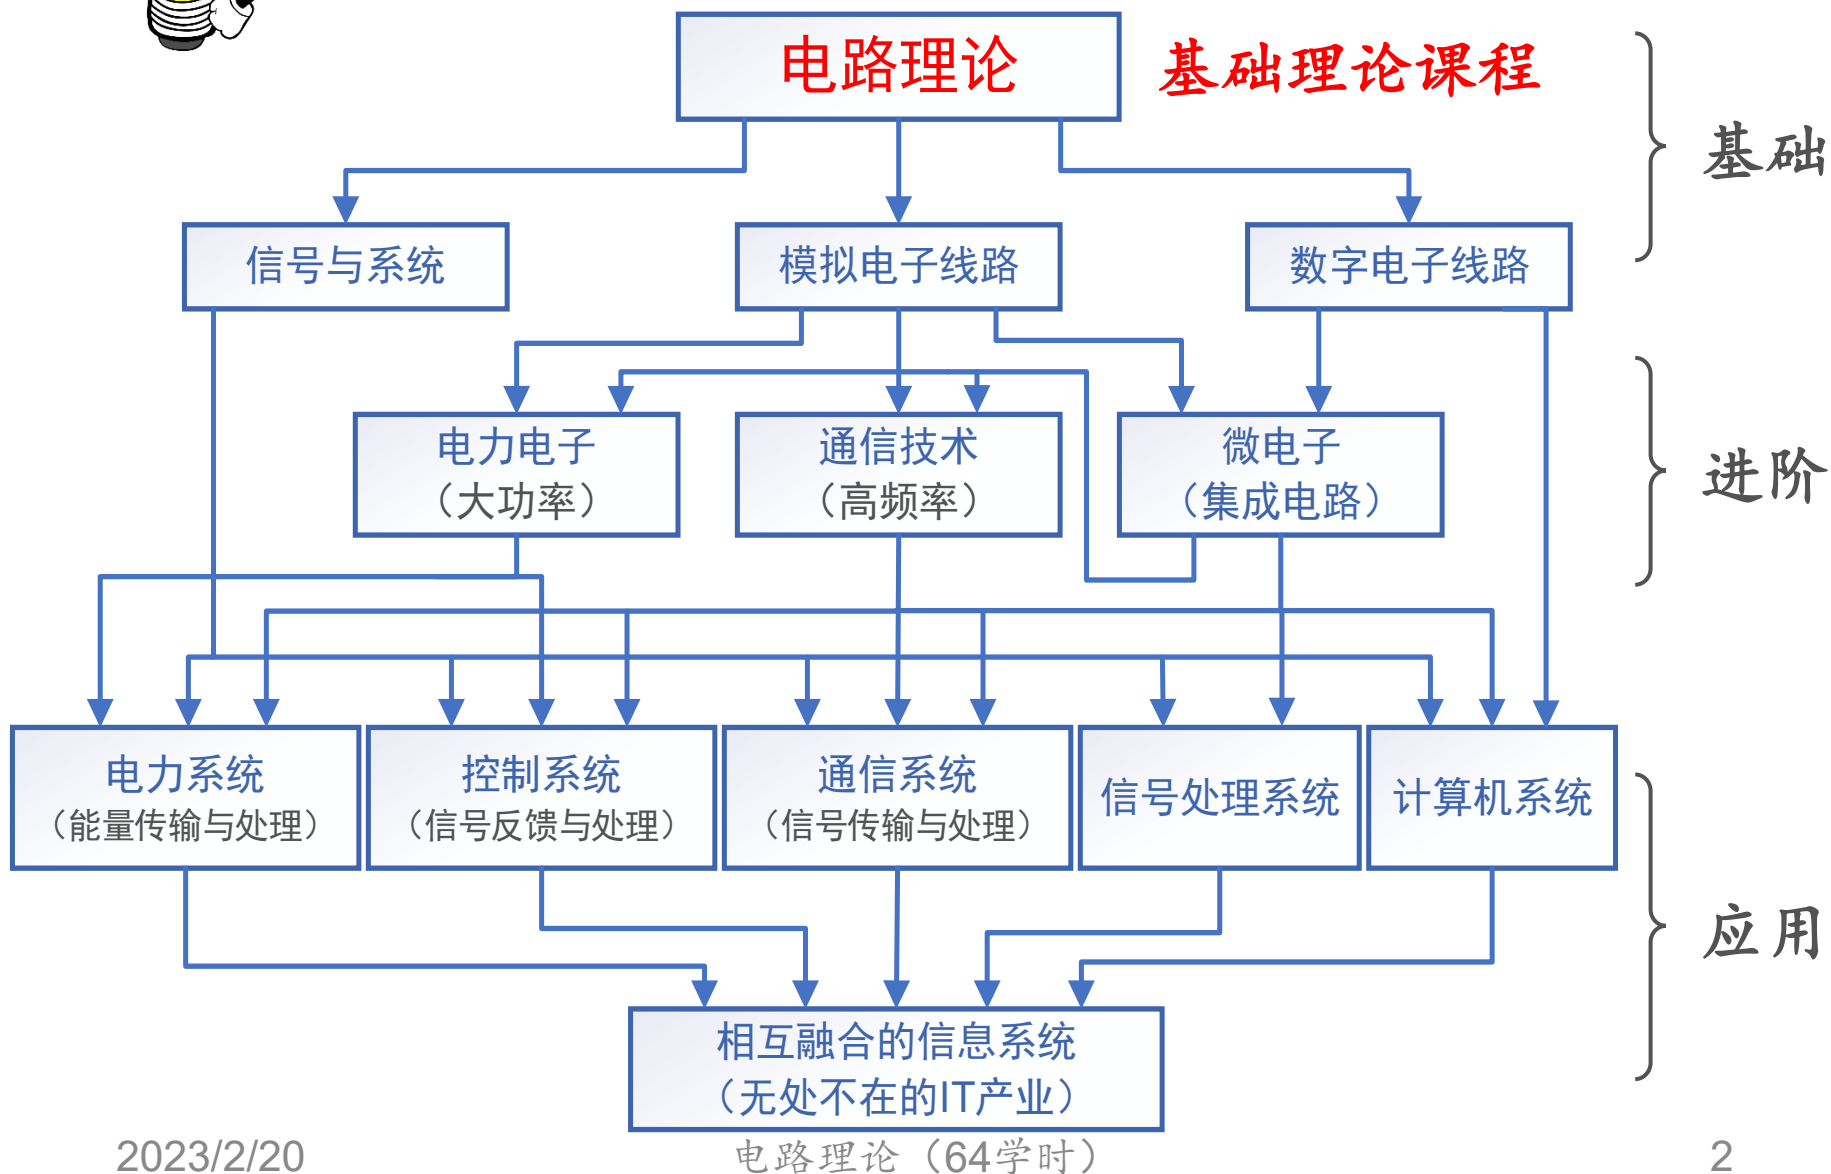 电路理论
基础理论课程
基础
信号与系统
模拟电子线路
数字电子线路
电力电子
（大功率）
通信技术
（高频率）
微电子
（集成电路）
进阶
电力系统
（能量传输与处理）
控制系统
（信号反馈与处理）
通信系统
（信号传输与处理）
信号处理系统
计算机系统
应用
相互融合的信息系统
（无处不在的IT产业）
2023/2/20
电路理论（64学时）
2